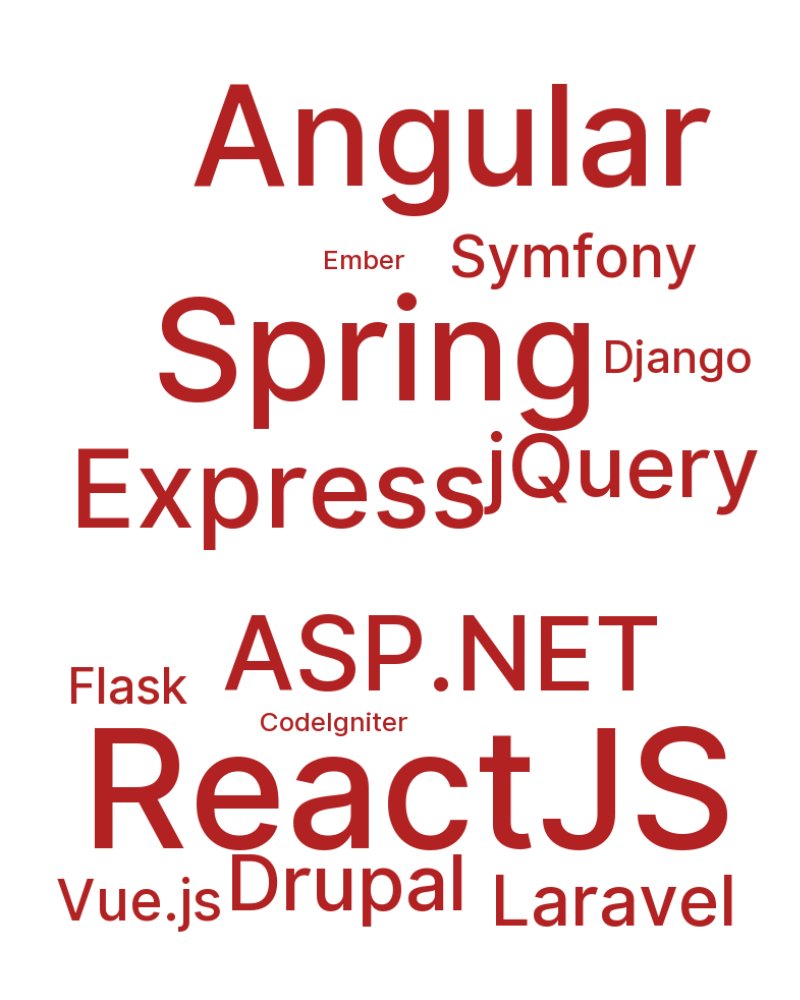 Angular
Ember Symfony
Spring Django
Express jQuery
ASP.NET
Flask
CodeIgniter
ReactJS
Vue.js Drupal Laravel